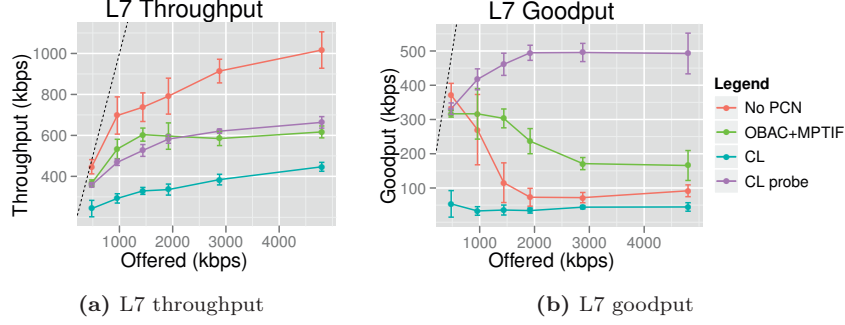 L7 Throughput
Throughput (kbps)
1000
800
600
400
1000
2000
3000
4000
Offered (kbps)
(a) L7 throughput
L7 Goodput
Goodput (kbps)
500
400
300
200
100
1000
2000
3000
4000
Offered (kbps)
(b) L7 goodput
Legend
No PCN
OBAC+MPTIF
CL
CL probe